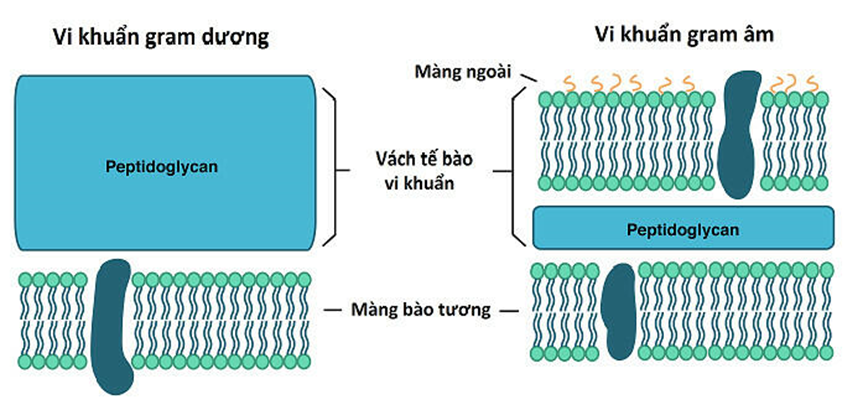 Vi khuẩn gram dương
Vi khuẩn gram âm
Màng ngoài
Peptidoglycan
Vách tế bào
vi khuẩn
Peptidoglycan
Màng bào tương